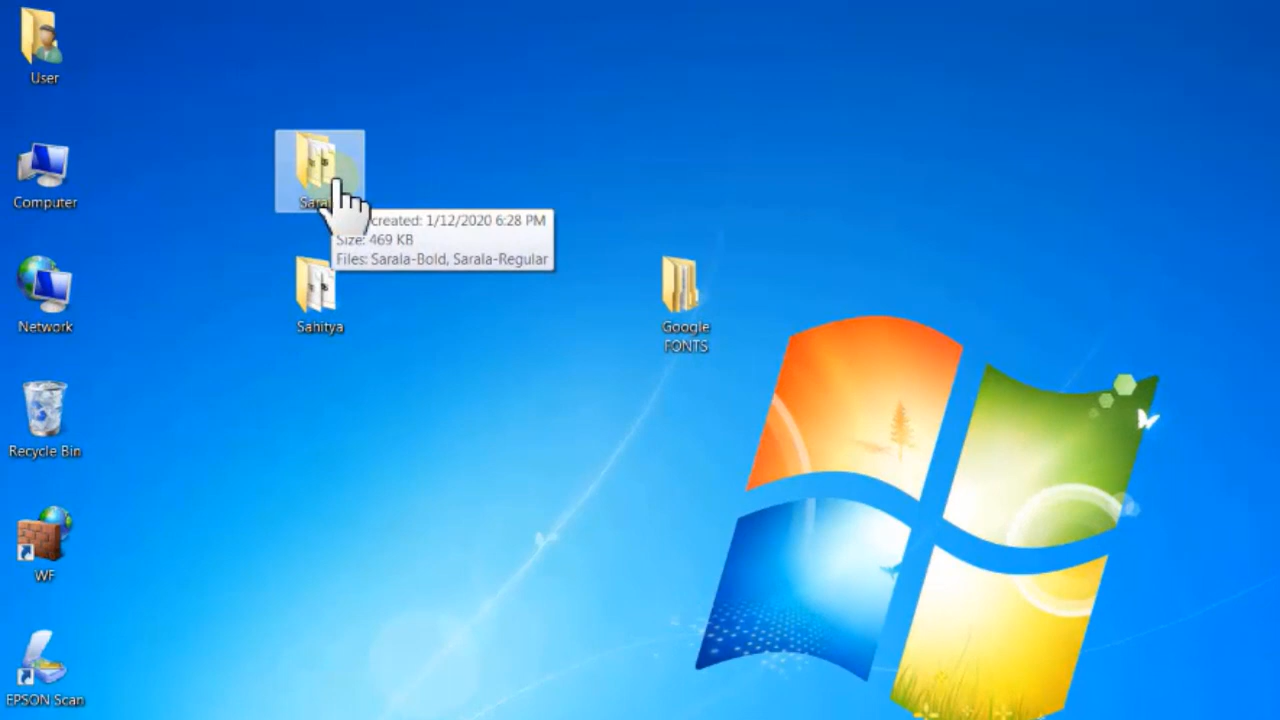 User
Computer
Network
Recycle Bin
WF
EPSON Scan
created: 1/12/2020 6:28 PM
Size: 469 KB
Files: Sarala-Bold, Sarala-Regular
Sahitya
Google
FONTS